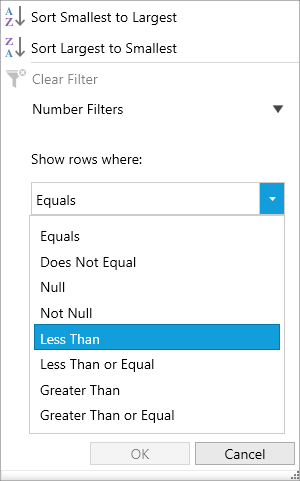 Sort Smallest to Largest
Sort Largest to Smallest
Clear Filter
Number Filters
Show rows where:
Equals
Equals
Does Not Equal
Null
Not Null
Less Than
Less Than or Equal
Greater Than
Greater Than or Equal
OK Cancel